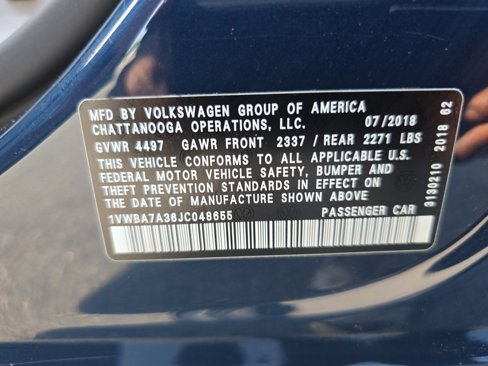 MFD BY VOLKSWAGEN GROUP OF AMERICA
CHATTANOOGA OPERATIONS, LLC. 07/2018
GVWR 4497 GAWR FRONT 2337 / REAR 2271 LBS
THIS VEHICLE CONFORMS TO ALL APPLICABLE U.S.
FEDERAL MOTOR VEHICLE SAFETY, BUMPER AND
THEFT PREVENTION STANDARDS IN EFFECT ON
THE DATE OF MANUFACTURE SHOWN ABOVE
1VWBA7A36JC048655 PASSENGER CAR
3130210 2018 62